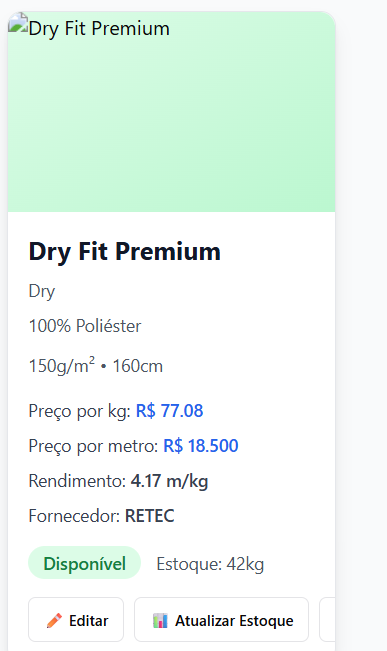 Dry Fit Premium
Dry Fit Premium
Dry
100% Poliéster
150g/m² • 160cm
Preço por kg: R$ 77.08
Preço por metro: R$ 18.500
Rendimento: 4.17 m/kg
Fornecedor: RETEC
Disponível Estoque: 42kg
Editar Atualizar Estoque